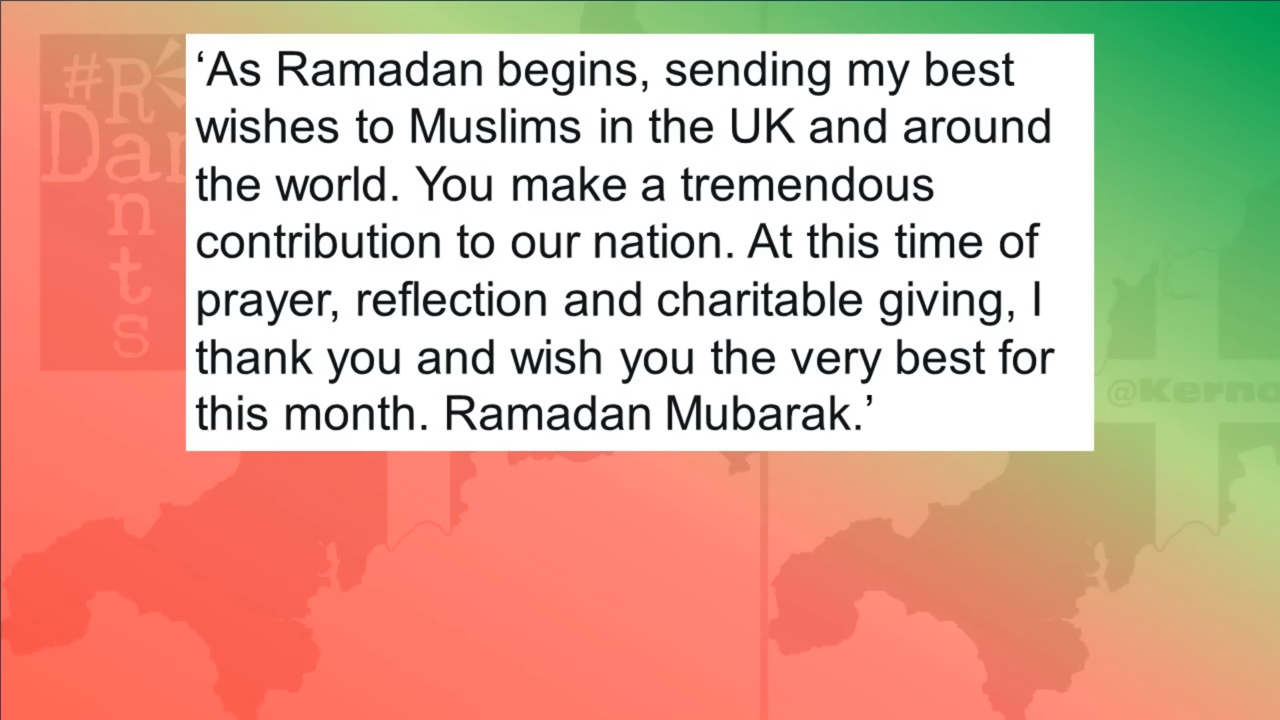 ‘As Ramadan begins, sending my best
wishes to Muslims in the UK and around
the world. You make a tremendous
contribution to our nation. At this time of
prayer, reflection and charitable giving, I
thank you and wish you the very best for
this month. Ramadan Mubarak.’
#R
Dan
n
t
s
@Kerno